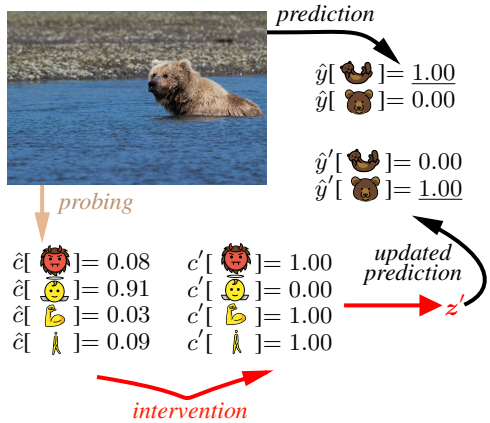 prediction
ŷ[ ]= 1.00
ŷ[ ]= 0.00
ŷ′[ ]= 0.00
ŷ′[ ]= 1.00
probing
ĉ[ ]= 0.08
ĉ[ ]= 0.91
ĉ[ ]= 0.03
ĉ[ ]= 0.09
c′[ ]= 1.00
c′[ ]= 0.00
c′[ ]= 1.00
c′[ ]= 1.00
updated
prediction
z′
intervention